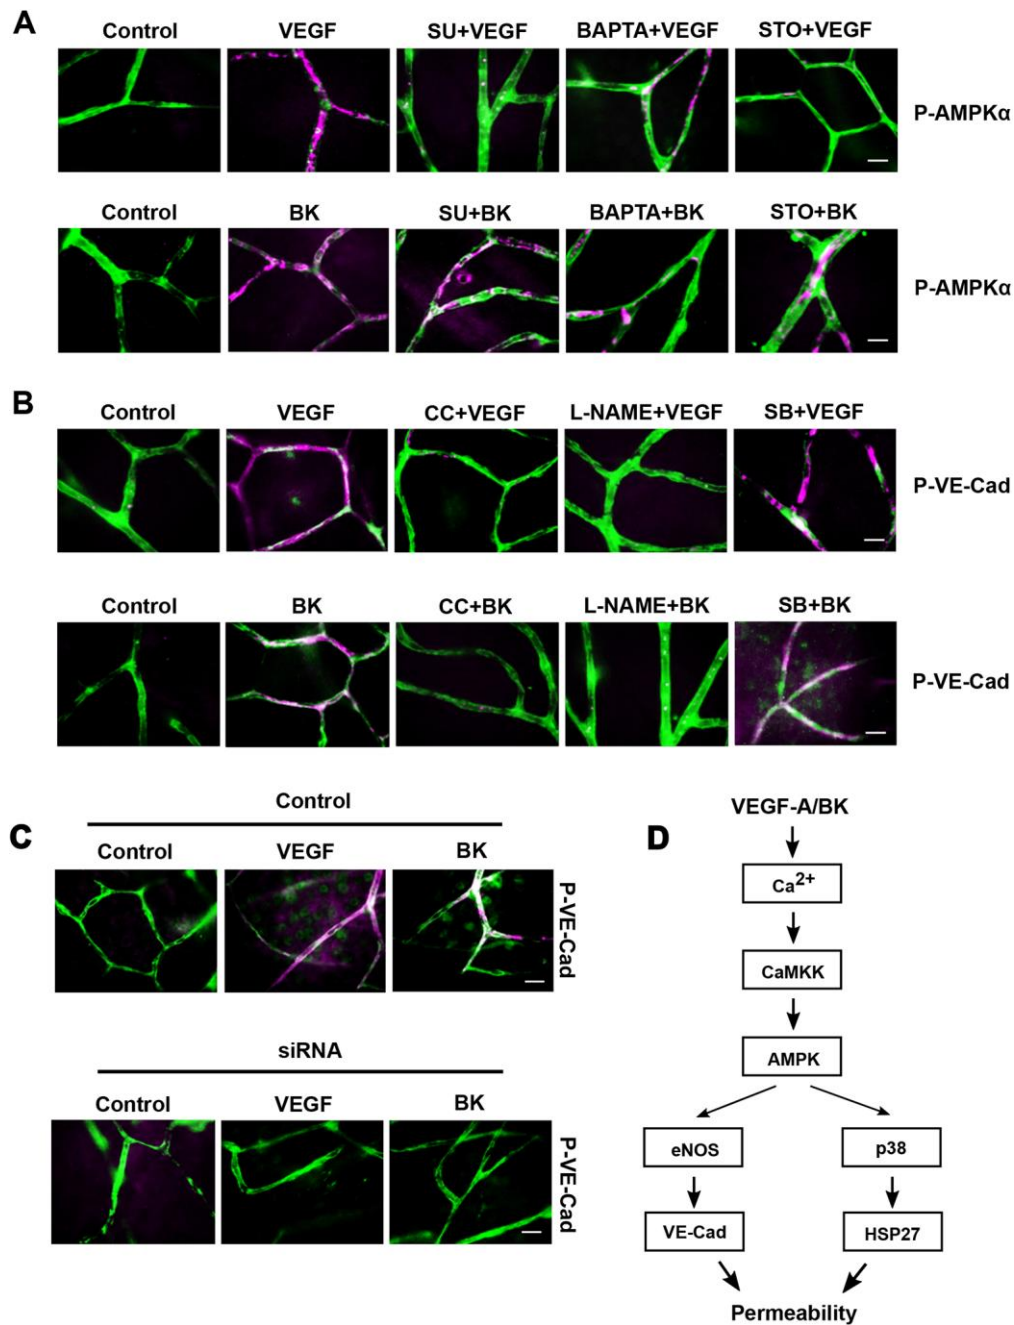 A
Control VEGF SU+VEGF BAPTA+VEGF STO+VEGF
P-AMPKα
Control BK SU+BK BAPTA+BK STO+BK
P-AMPKα
B
Control VEGF CC+VEGF L-NAME+VEGF SB+VEGF
P-VE-Cad
Control BK CC+BK L-NAME+BK SB+BK
P-VE-Cad
C
Control
Control VEGF BK
P-VE-Cad
siRNA
Control VEGF BK
P-VE-Cad
D
VEGF-A/BK
Ca2+
CaMKK
AMPK
eNOS p38
VE-Cad HSP27
Permeability